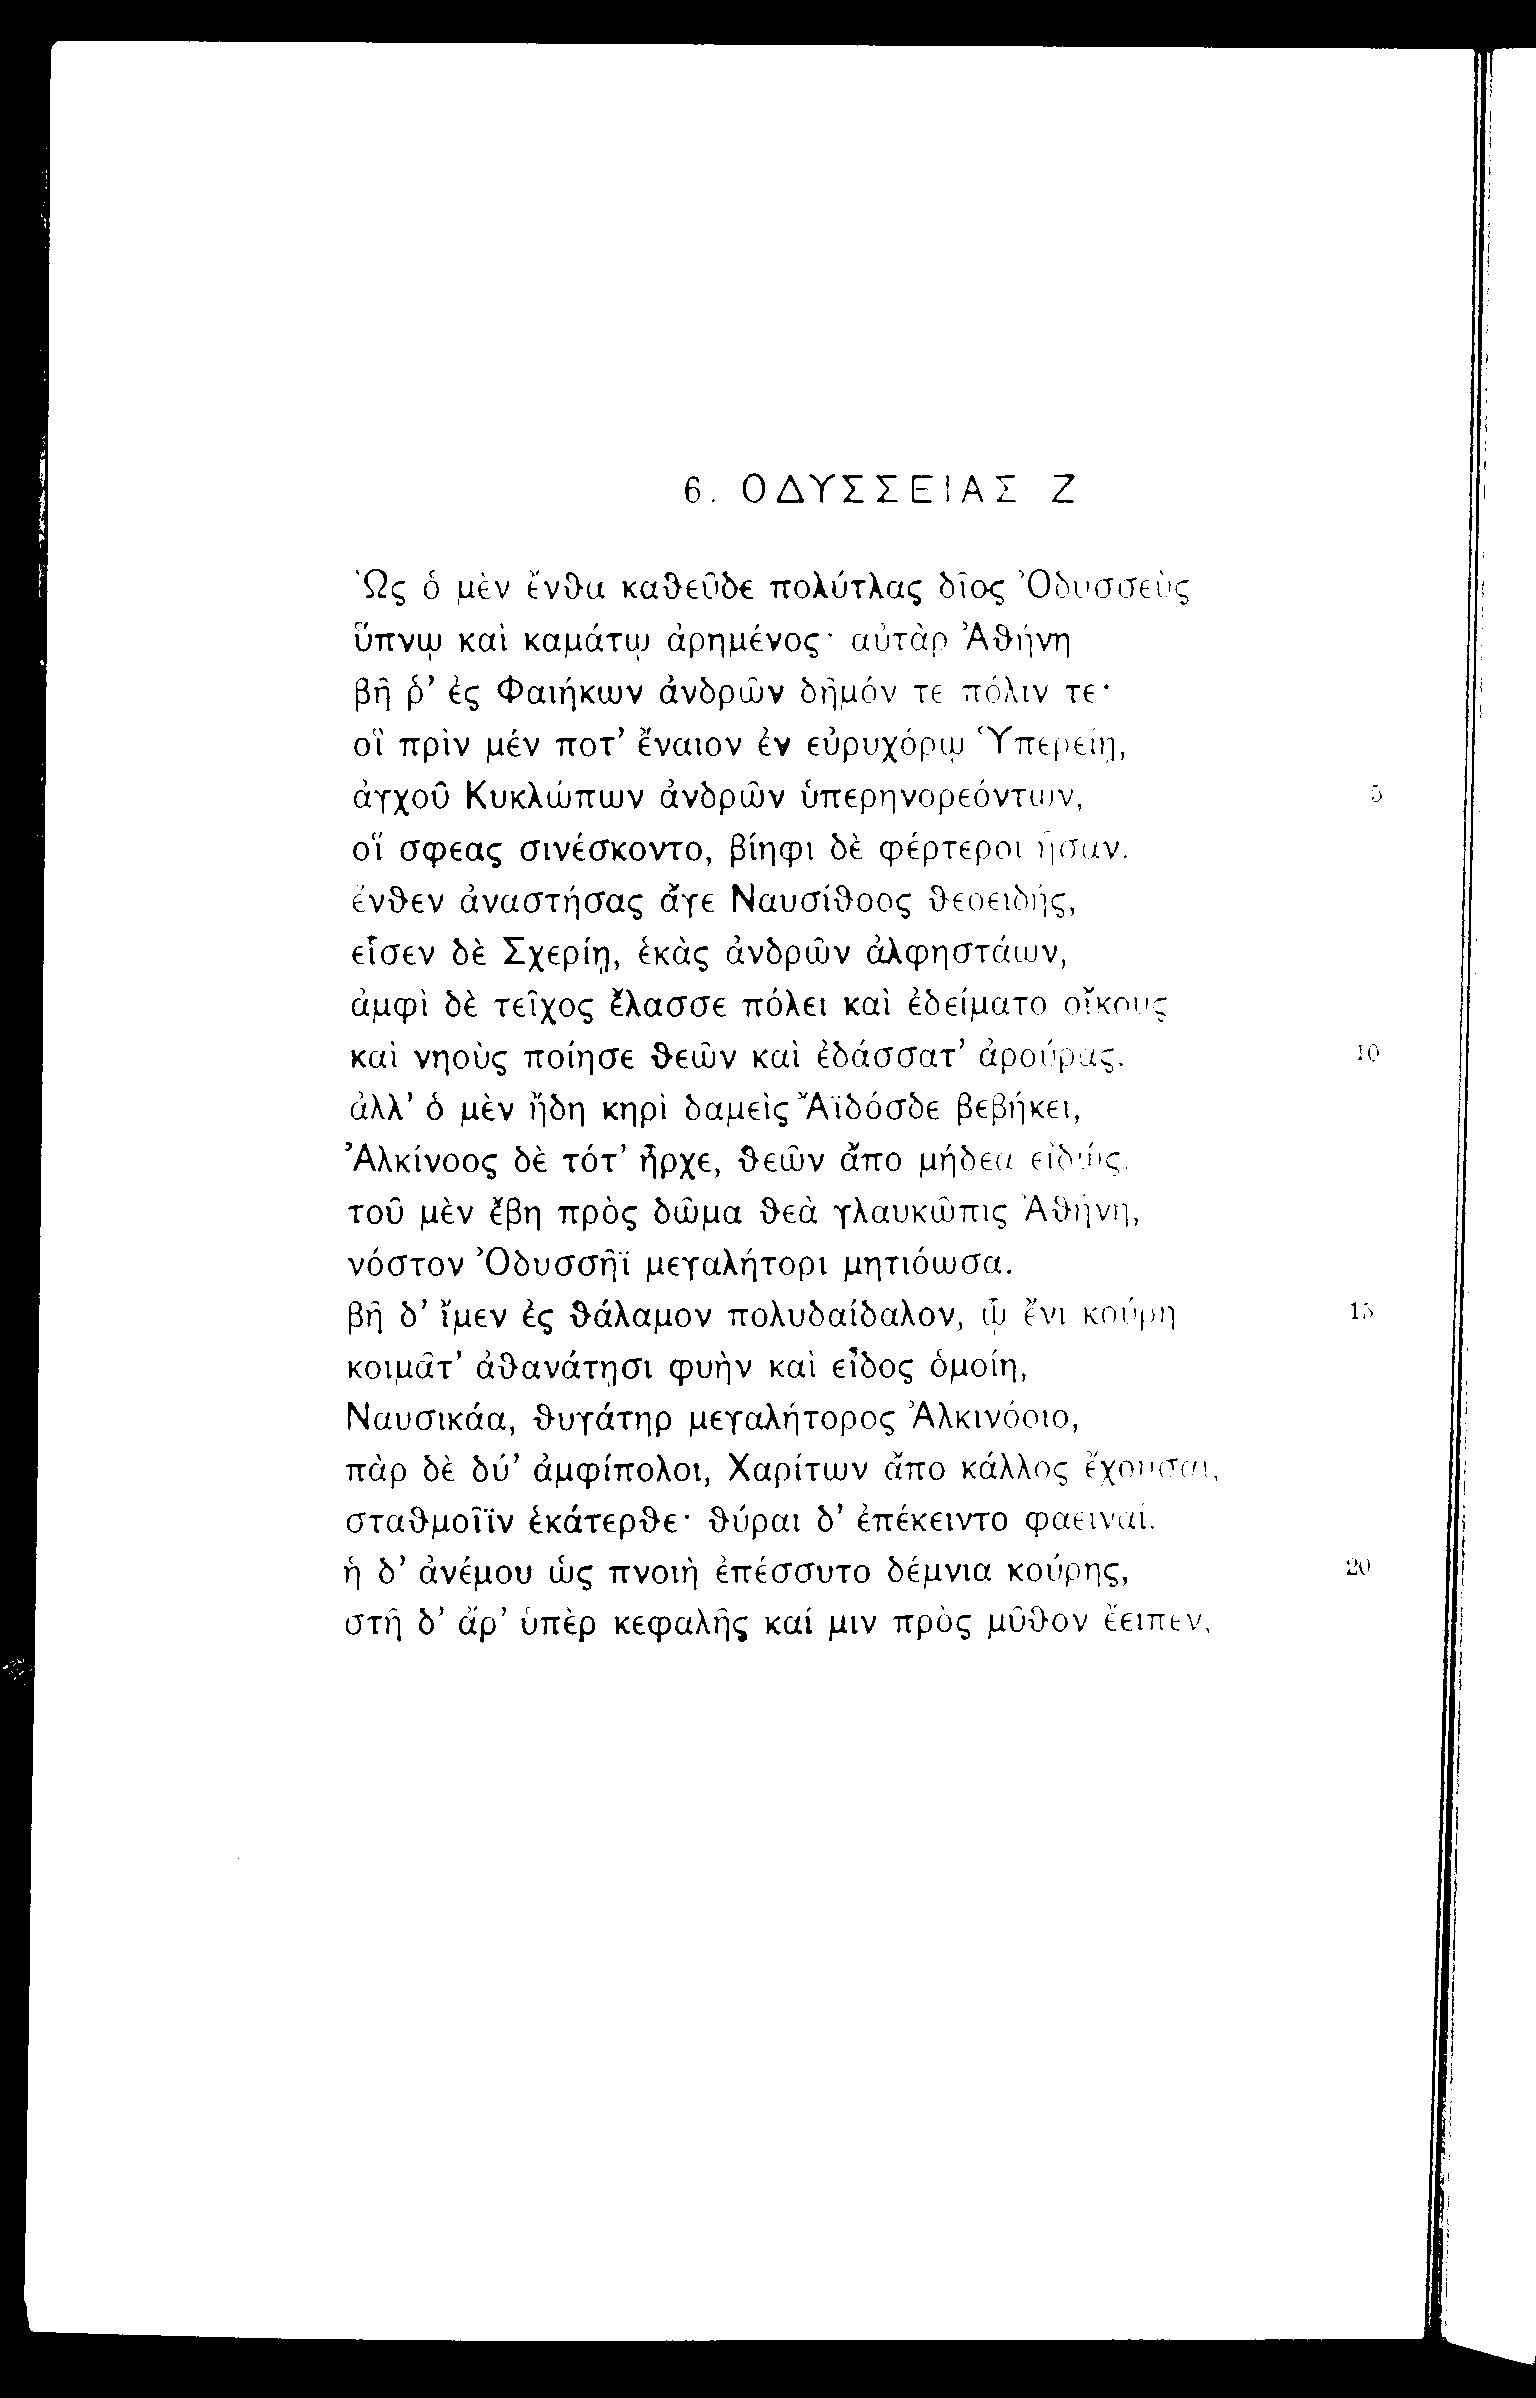 6. ΟΔΥΣΣΕΙΑΣ Ζ
Ὣς ὁ μὲν ἔνθα καθεῦδε πολύτλας δῖος Ὀδυσσεὺς
ὕπνῳ καὶ καμάτῳ ἀρημένος· αὐτὰρ Ἀθήνη
βῆ ῥ’ ἐς Φαιήκων ἀνδρῶν δῆμόν τε πόλιν τε·
οἳ πρὶν μέν ποτ’ ἔναιον ἐν εὐρυχόρῳ Ὑπερείῃ,
ἀγχοῦ Κυκλώπων ἀνδρῶν ὑπερηνορεόντων, 5
οἵ σφεας σινέσκοντο, βίηφι δὲ φέρτεροι ἦσαν.
ἔνθεν ἀναστήσας ἄγε Ναυσίθοος θεοειδής,
εἷσεν δὲ Σχερίῃ, ἑκὰς ἀνδρῶν ἀλφηστάων,
ἀμφὶ δὲ τεῖχος ἔλασσε πόλει καὶ ἐδείματο οἴκους
καὶ νηοὺς ποίησε θεῶν καὶ ἐδάσσατ’ ἀρούρας. 10
ἀλλ’ ὁ μὲν ἤδη κηρὶ δαμεὶς Ἄϊδόσδε βεβήκει,
Ἀλκίνοος δὲ τότ’ ἦρχε, θεῶν ἄπο μήδεα εἰδώς.
τοῦ μὲν ἔβη πρὸς δῶμα θεὰ γλαυκῶπις Ἀθήνη,
νόστον Ὀδυσσῆϊ μεγαλήτορι μητιόωσα.
βῆ δ’ ἴμεν ἐς θάλαμον πολυδαίδαλον, ᾧ ἔνι κούρη 15
κοιμᾶτ’ ἀθανάτῃσι φυὴν καὶ εἶδος ὁμοίη,
Ναυσικάα, θυγάτηρ μεγαλήτορος Ἀλκινόοιο,
πὰρ δὲ δύ’ ἀμφίπολοι, Χαρίτων ἄπο κάλλος ἔχουσαι,
σταθμοῖϊν ἑκάτερθε· θύραι δ’ ἐπέκειντο φαειναί.
ἡ δ’ ἀνέμου ὡς πνοιὴ ἐπέσσυτο δέμνια κούρης, 20
στῆ δ’ ἄρ’ ὑπὲρ κεφαλῆς καί μιν πρὸς μῦθον ἔειπεν,